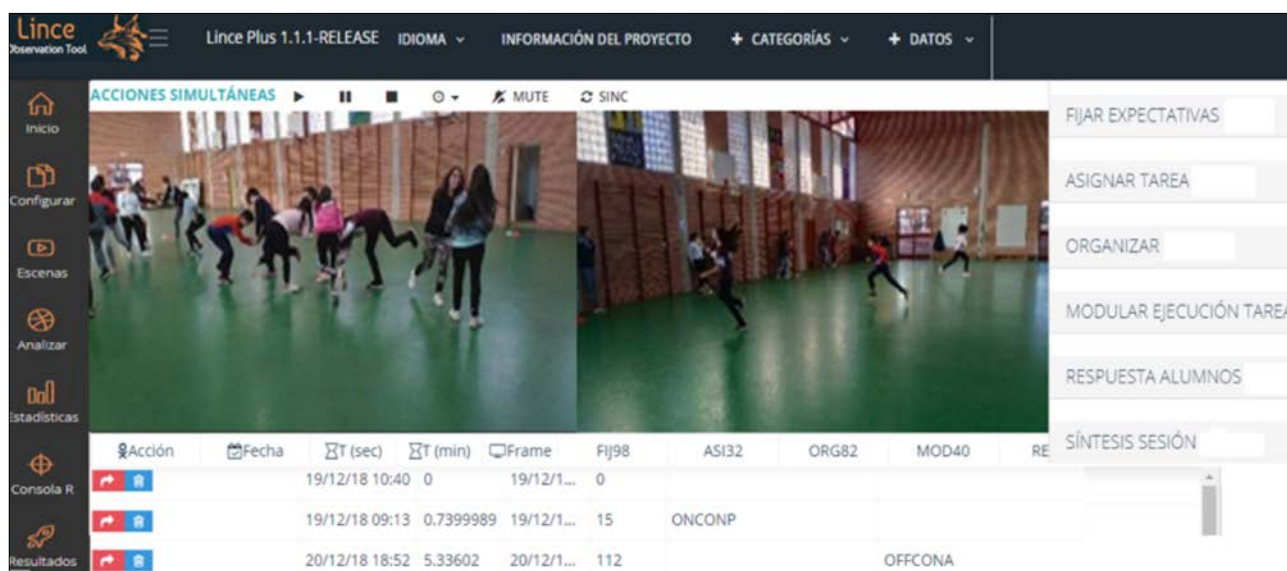 Lince
Observation Tool
Lince Plus 1.1.1-RELEASE IDIOMA INFORMACIÓN DEL PROYECTO + CATEGORÍAS + DATOS
Inicio
Configurar
Escenas
Analizar
Estadísticas
Consola R
Resultados
ACCIONES SIMULTÁNEAS MUTE SINC
FIJAR EXPECTATIVAS
ASIGNAR TAREA
ORGANIZAR
MODULAR EJECUCIÓN TAREA
RESPUESTA ALUMNOS
SÍNTESIS SESIÓN
Acción Fecha T (sec) T (min) Frame FIJ98 ASI32 ORG82 MOD40 RE
19/12/18 10:40 0 19/12/1... 0
19/12/18 09:13 0.7399989 19/12/1... 15 ONCONP
20/12/18 18:52 5.33602 20/12/1... 112 OFFCONA